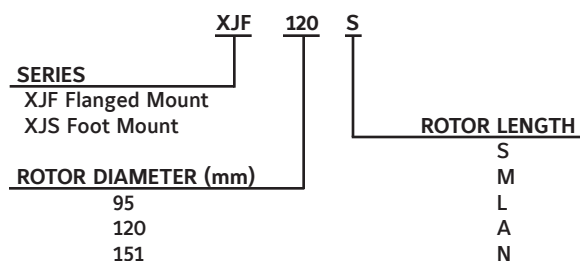 XJF 120 S
SERIES
XJF Flanged Mount
XJS Foot Mount
ROTOR DIAMETER (mm)
95
120
151
ROTOR LENGTH
S
M
L
A
N